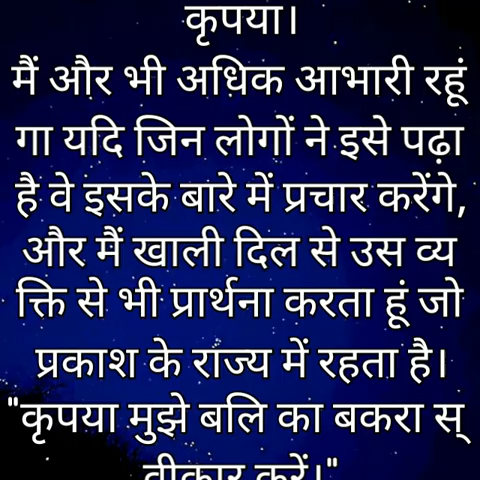 कृपया।
मैं और भी अधिक आभारी रहूं
गा यदि जिन लोगों ने इसे पढ़ा
है वे इसके बारे में प्रचार करेंगे,
और मैं खाली दिल से उस व्य
क्ति से भी प्रार्थना करता हूं जो
प्रकाश के राज्य में रहता है।
"कृपया मुझे बलि का बकरा स्
वीकार करें।"